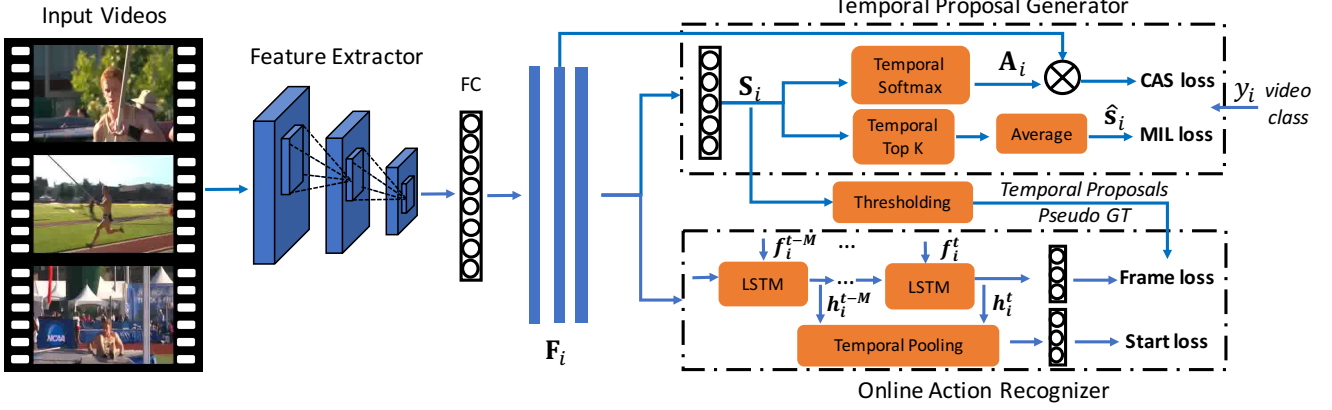 Input Videos
Temporal Proposal Generator
Feature Extractor
FC
NCAA
F_i
S_i
Temporal
Softmax
A_i
CAS loss
Temporal
Top K
Average
ŝ_i
MIL loss
y_i video
class
Thresholding
Temporal Proposals
Pseudo GT
f_i^{t-M} ...
f_i^t
LSTM
...
LSTM
h_i^{t-M}
h_i^t
Frame loss
Temporal Pooling
Start loss
Online Action Recognizer